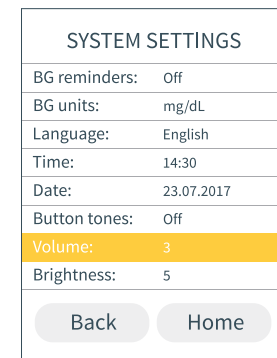 SYSTEM SETTINGS
BG reminders: Off
BG units: mg/dL
Language: English
Time: 14:30
Date: 23.07.2017
Button tones: Off
Volume: 3
Brightness: 5
Back Home